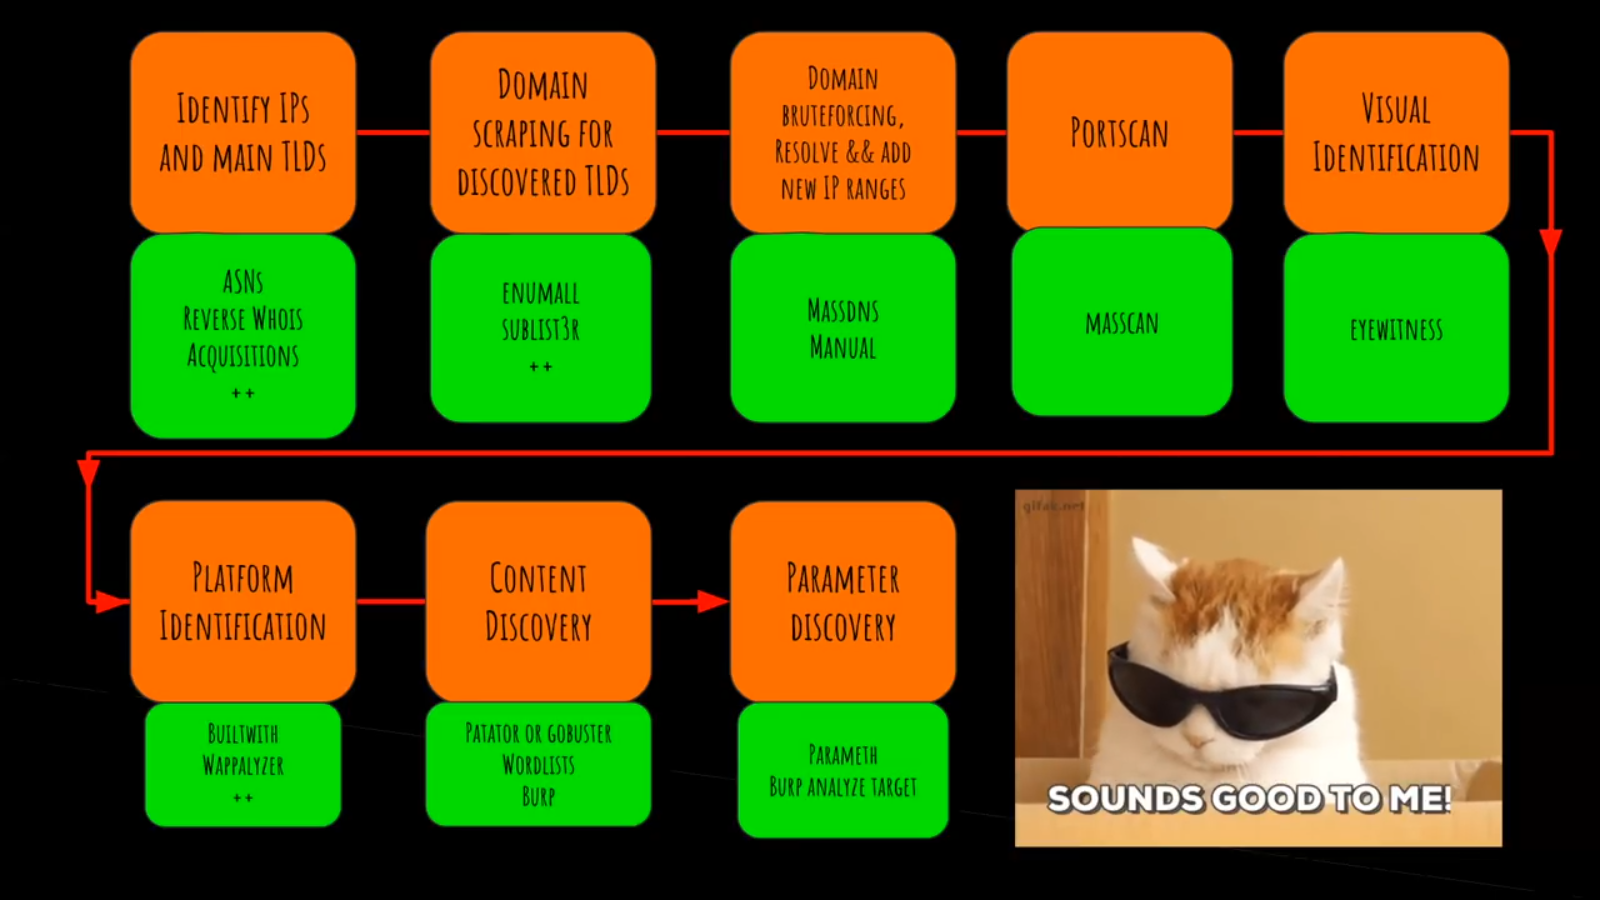 Identify IPs
and main TLDs
Domain
scraping for
discovered TLDs
Domain
bruteforcing,
Resolve && add
new IP ranges
Portscan
Visual
Identification
ASNs
Reverse Whois
Acquisitions
++
enumall
sublist3r
++
Massdns
Manual
masscan
eyewitness
Platform
Identification
Content
Discovery
Parameter
discovery
Builtwith
Wappalyzer
++
Patator or gobuster
Wordlists
Burp
Parameth
Burp analyze target
gifak.net
SOUNDS GOOD TO ME!